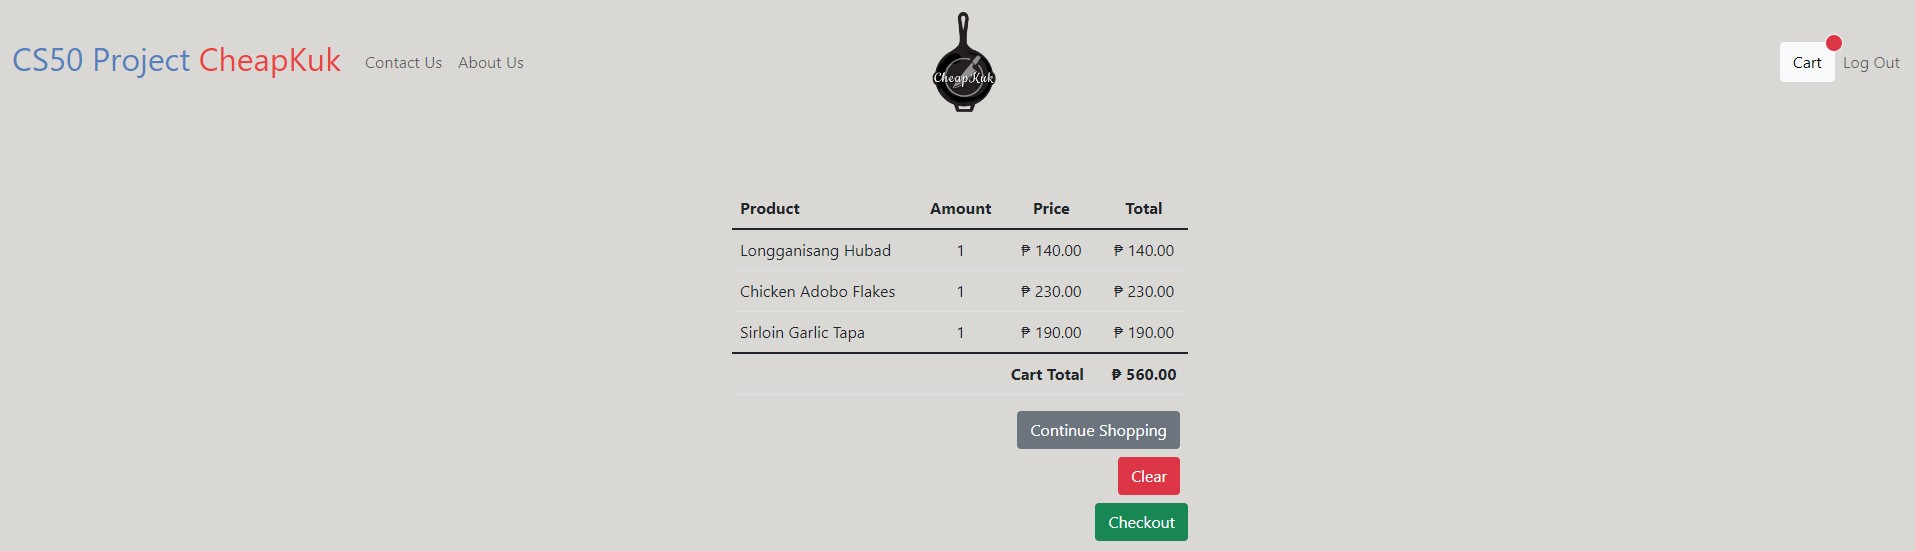 CS50 Project CheapKuk Contact Us About Us CheapKuk Cart Log Out
Product Amount Price Total
Longganisang Hubad 1 ₱ 140.00 ₱ 140.00
Chicken Adobo Flakes 1 ₱ 230.00 ₱ 230.00
Sirloin Garlic Tapa 1 ₱ 190.00 ₱ 190.00
Cart Total ₱ 560.00
Continue Shopping
Clear
Checkout